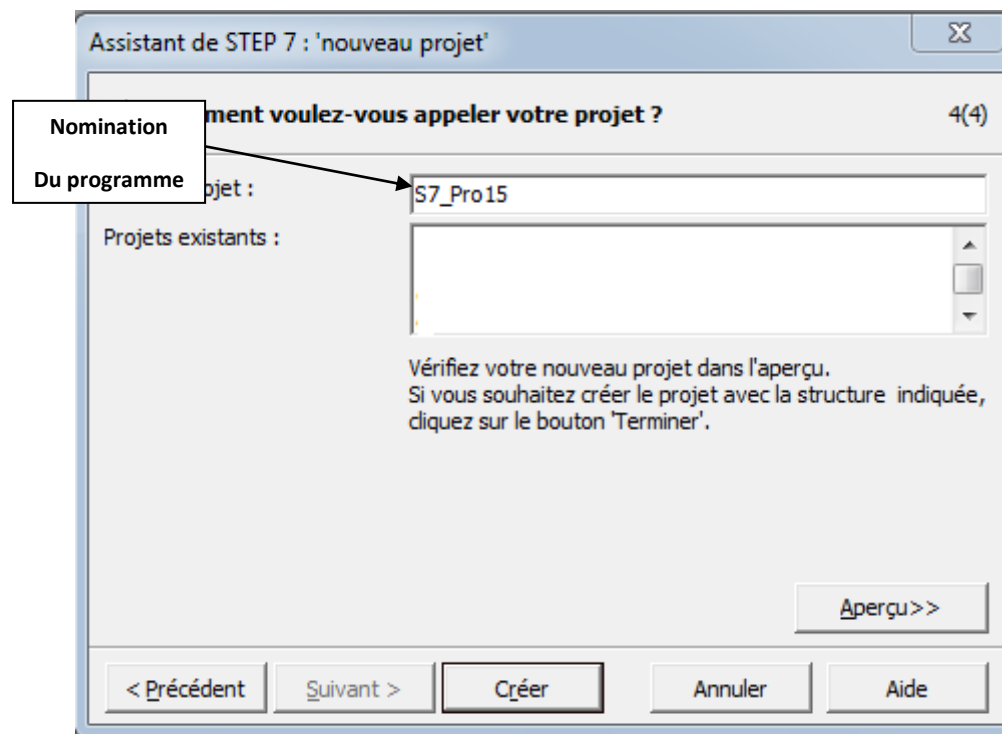 Assistant de STEP 7 : 'nouveau projet'
ment voulez-vous appeler votre projet ?
4(4)
Nomination
Du programme
ojet :
S7_Pro15
Projets existants :
Vérifiez votre nouveau projet dans l'aperçu.
Si vous souhaitez créer le projet avec la structure indiquée,
cliquez sur le bouton 'Terminer'.
Aperçu>>
< Précédent
Suivant >
Créer
Annuler
Aide